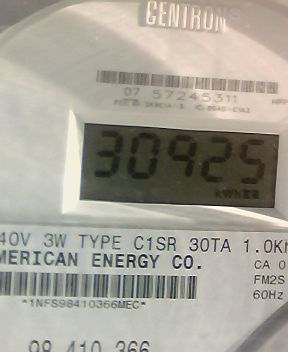 CENTRON®
07 57245311
30925
kWh
40V 3W TYPE C1SR 30TA 1.0K
MERICAN ENERGY CO.
CA 0
FM2S
*1NFS98410366MEC*
60Hz
98 410 366